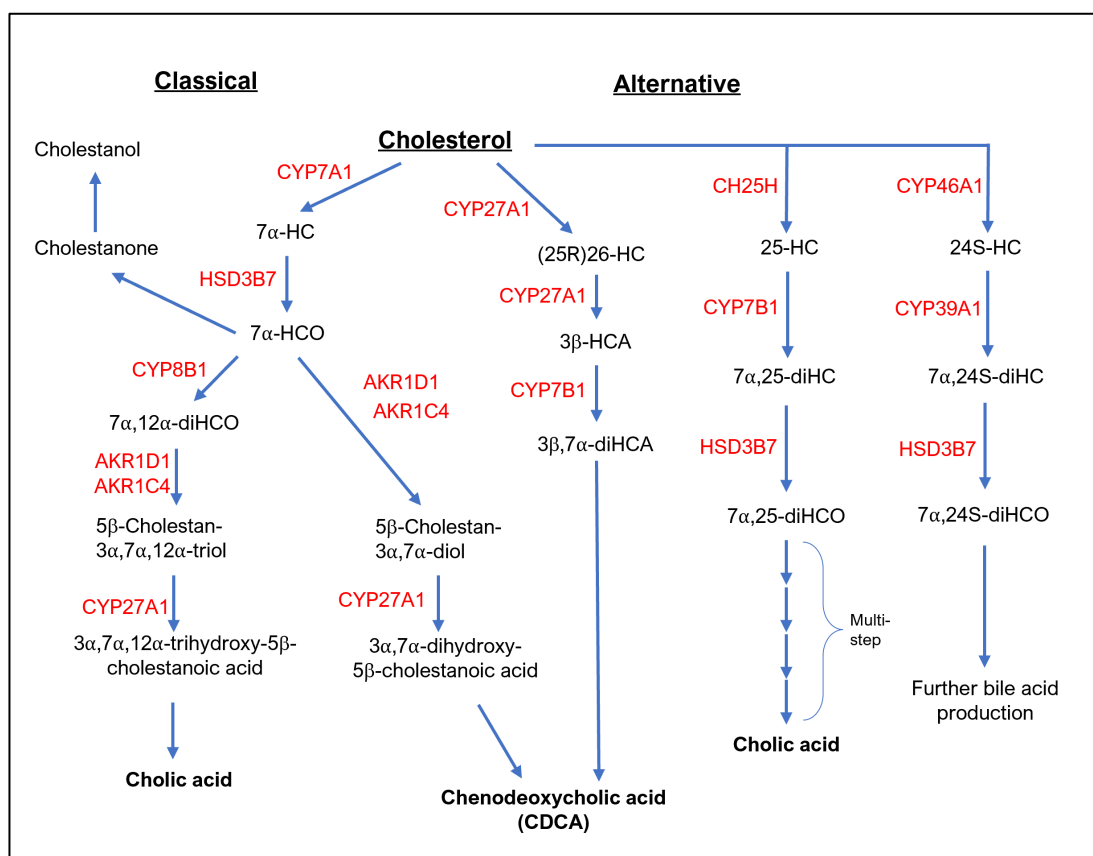 Classical
Alternative
Cholesterol
Cholestanol
CYP7A1
CH25H
CYP46A1
CYP27A1
7α-HC
Cholestanone
(25R)26-HC
25-HC
24S-HC
HSD3B7
CYP27A1
CYP7B1
CYP39A1
7α-HCO
3β-HCA
CYP8B1
AKR1D1
AKR1C4
CYP7B1
7α,25-diHC
7α,24S-diHC
7α,12α-diHCO
3β,7α-diHCA
HSD3B7
HSD3B7
AKR1D1
AKR1C4
5β-Cholestan-
3α,7α,12α-triol
5β-Cholestan-
3α,7α-diol
7α,25-diHCO
7α,24S-diHCO
CYP27A1
CYP27A1
Multi-
step
3α,7α,12α-trihydroxy-5β-
cholestanoic acid
3α,7α-dihydroxy-
5β-cholestanoic acid
Further bile acid
production
Cholic acid
Cholic acid
Chenodeoxycholic acid
(CDCA)